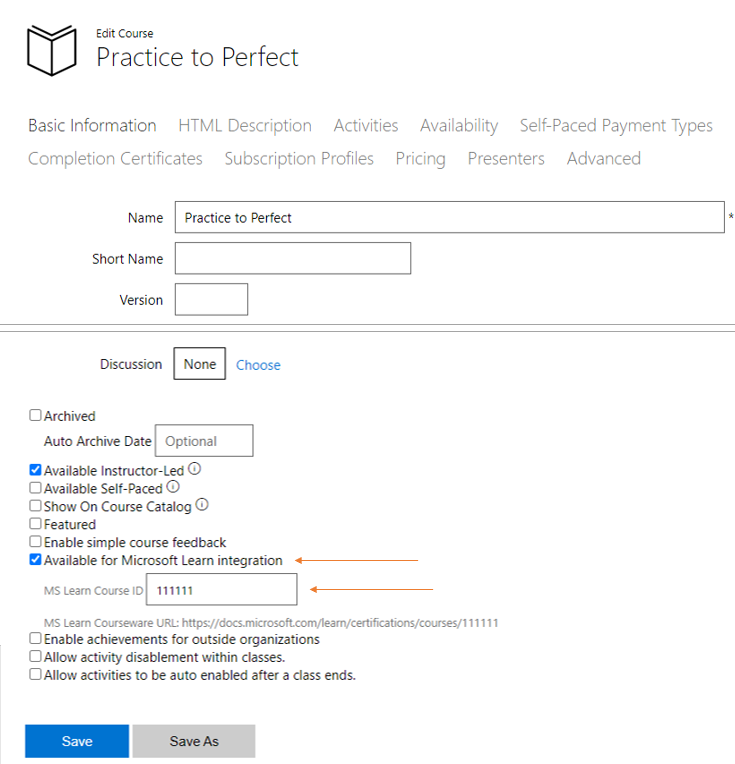 Edit Course
Practice to Perfect
Basic Information HTML Description Activities Availability Self-Paced Payment Types
Completion Certificates Subscription Profiles Pricing Presenters Advanced
Name Practice to Perfect *
Short Name
Version
Discussion None Choose
Archived
Auto Archive Date Optional
Available Instructor-Led
Available Self-Paced
Show On Course Catalog
Featured
Enable simple course feedback
Available for Microsoft Learn integration
MS Learn Course ID 111111
MS Learn Courseware URL: https://docs.microsoft.com/learn/certifications/courses/111111
Enable achievements for outside organizations
Allow activity disablement within classes.
Allow activities to be auto enabled after a class ends.
Save Save As